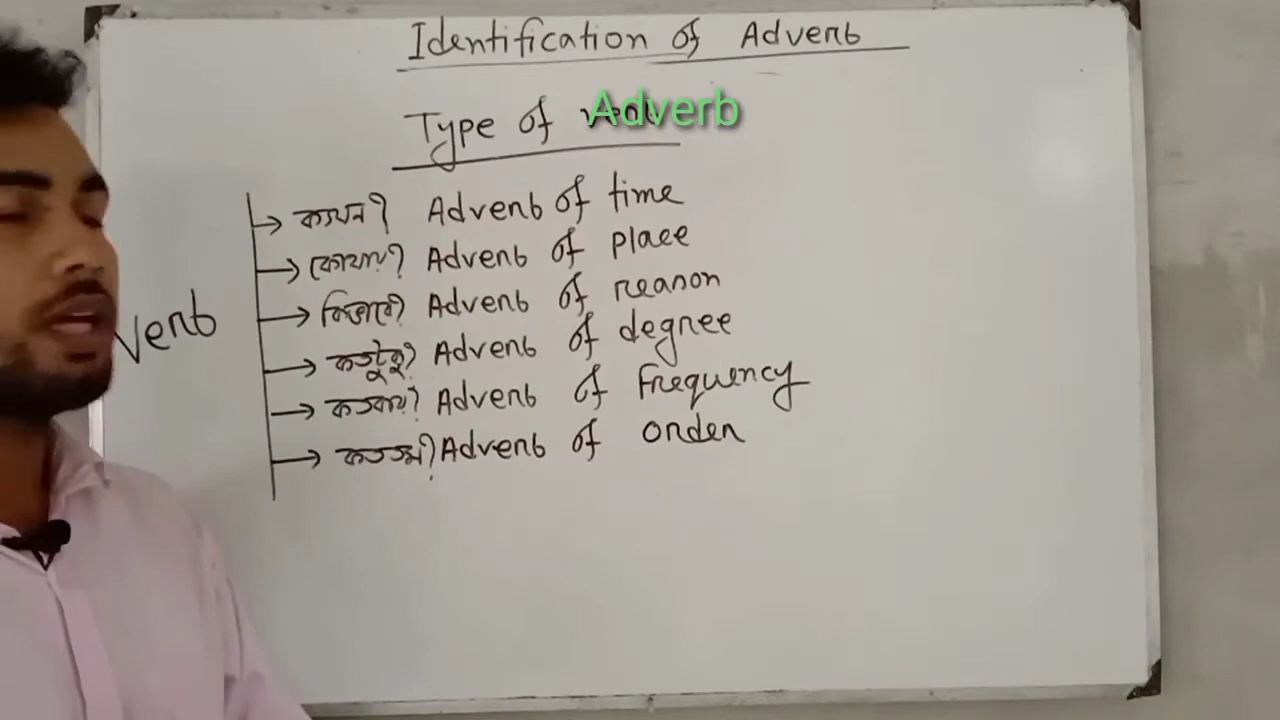 Identification of Adverb
Type of Adverb
কখন? Adverb of time
কোথায়? Adverb of place
কিভাবে? Adverb of reason
verb
কতটুকু? Adverb of degree
কতবার? Adverb of Frequency
কততম? Adverb of order